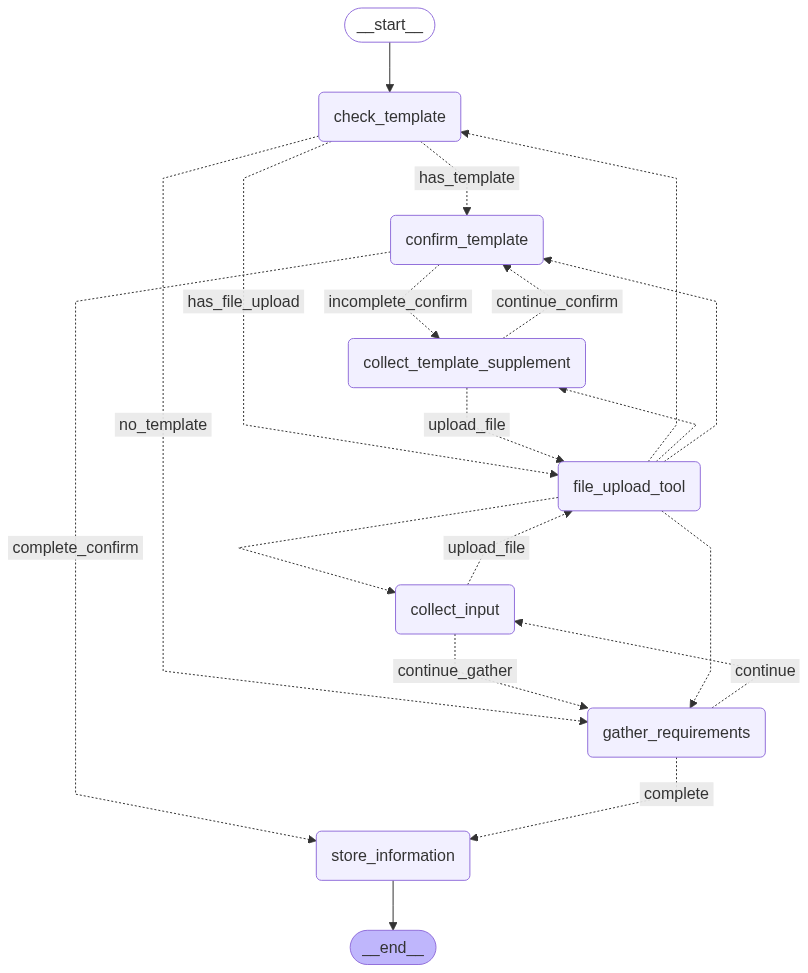 __start__
check_template
has_template
confirm_template
has_file_upload
incomplete_confirm
continue_confirm
collect_template_supplement
no_template
upload_file
file_upload_tool
complete_confirm
upload_file
collect_input
continue_gather
continue
gather_requirements
complete
store_information
__end__